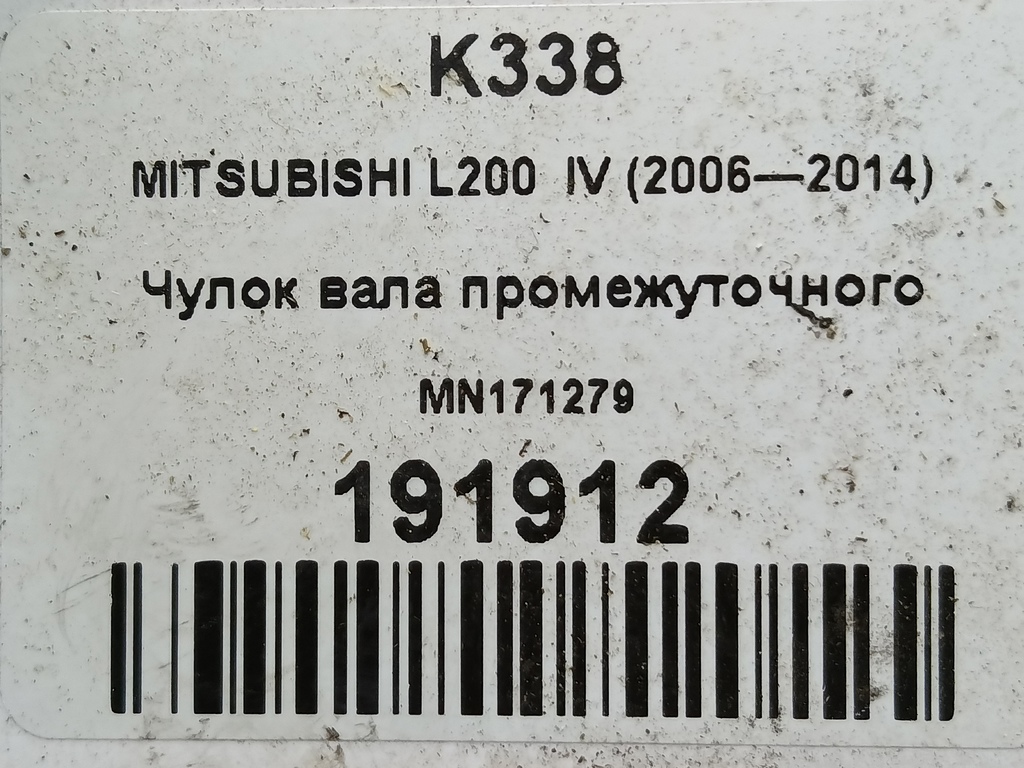 K338
MITSUBISHI L200 IV (2006—2014)
Чулок вала промежуточного
MN171279
191912